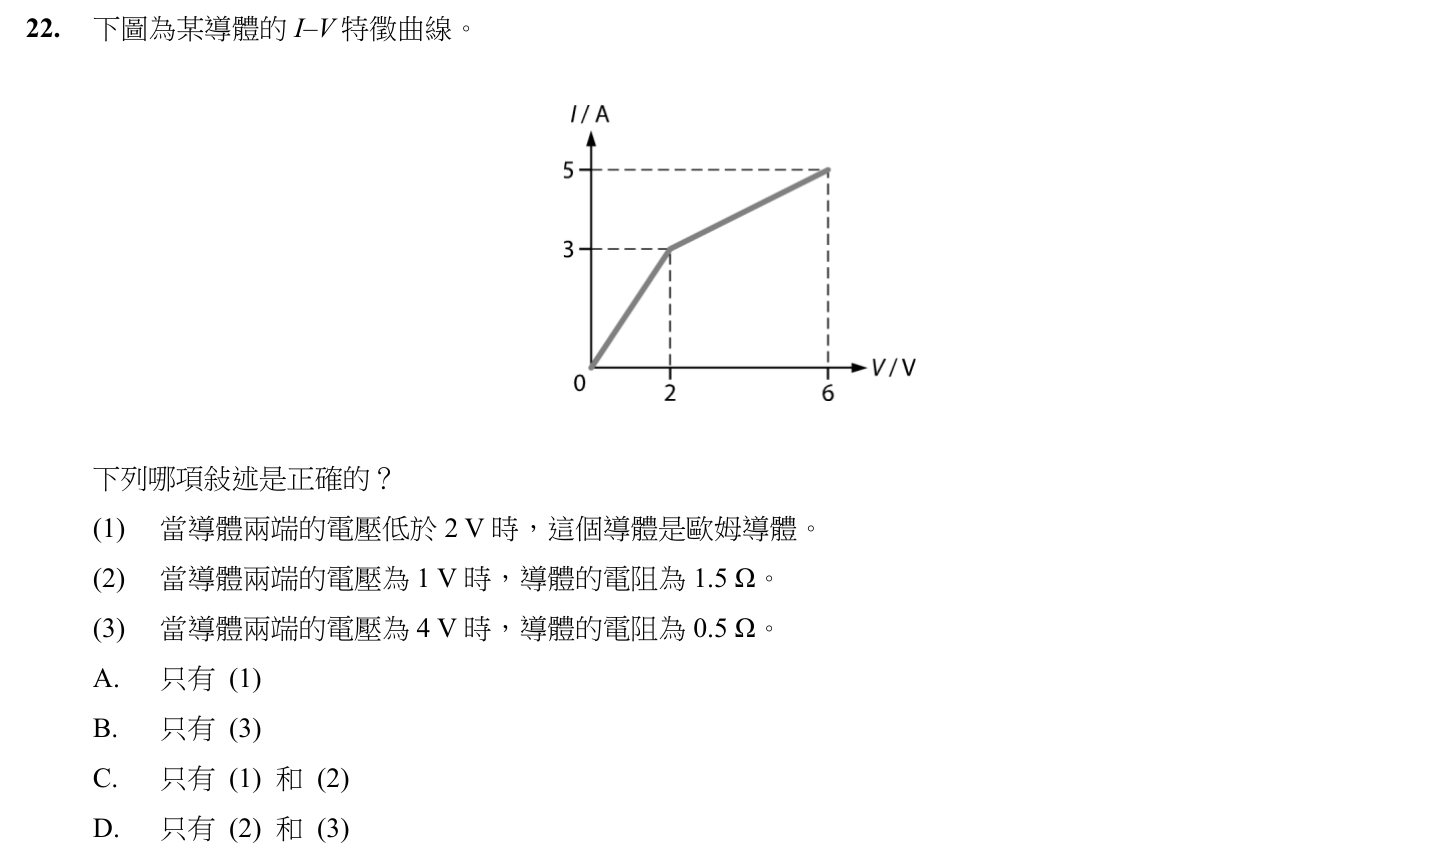 22. 下圖為某導體的 I–V 特徵曲線。
I / A
5
3
0
2
6
V / V
下列哪項敍述是正確的？
(1) 當導體兩端的電壓低於 2 V 時，這個導體是歐姆導體。
(2) 當導體兩端的電壓為 1 V 時，導體的電阻為 1.5 Ω。
(3) 當導體兩端的電壓為 4 V 時，導體的電阻為 0.5 Ω。
A. 只有 (1)
B. 只有 (3)
C. 只有 (1) 和 (2)
D. 只有 (2) 和 (3)